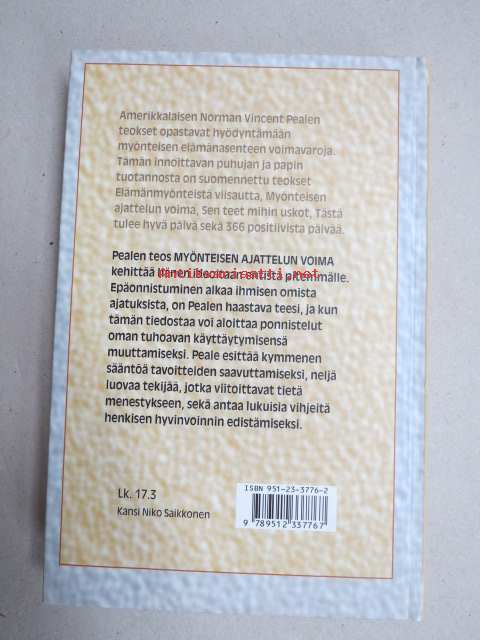 Amerikkalaisen Norman Vincent Pealen
teokset opastavat hyödyntämään
myönteisen elämänasenteen voimavaroja.
Tämän innoittavan puhujan ja papin
tuotannosta on suomennettu teokset
Elämänmyönteistä viisautta, Myönteisen
ajattelun voima, Sen teet mihin uskot, Tästä
tulee hyvä päivä sekä 366 positiivista päivää.
Pealen teos MYÖNTEISEN AJATTELUN VOIMA
kehittää hänen ideoitaan entistä pitemmälle.
Epäonnistuminen alkaa ihmisen omista
ajatuksista, on Pealen haastava teesi, ja kun
tämän tiedostaa voi aloittaa ponnistelut
oman tuhoavan käyttäytymisensä
muuttamiseksi. Peale esittää kymmenen
sääntöä tavoitteiden saavuttamiseksi, neljä
luovaa tekijää, jotka viitoittavat tietä
menestykseen, sekä antaa lukuisia vihjeitä
henkisen hyvinvoinnin edistämiseksi.
ISBN 951-23-3776-2
Lk. 17.3
Kansi Niko Saikkonen
9 789512 337767